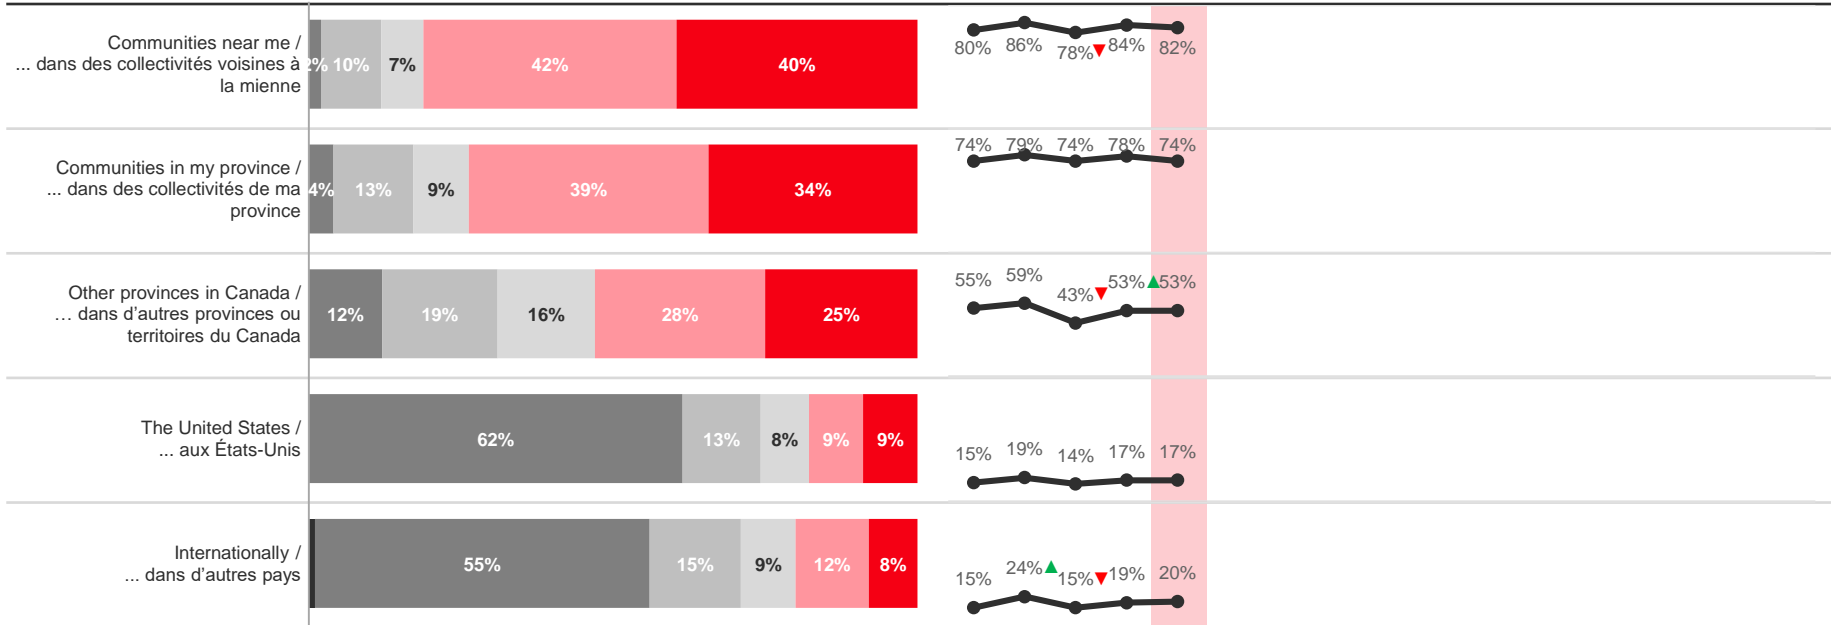 Communities near me /
... dans des collectivités voisines à
la mienne
2% 10% 7% 42% 40%
80% 86% 78% ▼ 84% 82%
Communities in my province /
... dans des collectivités de ma
province
4% 13% 9% 39% 34%
74% 79% 74% 78% 74%
Other provinces in Canada /
… dans d'autres provinces ou
territoires du Canada
12% 19% 16% 28% 25%
55% 59% 43% ▼ 53% ▲ 53%
The United States /
... aux États-Unis
62% 13% 8% 9% 9%
15% 19% 14% 17% 17%
Internationally /
... dans d'autres pays
55% 15% 9% 12% 8%
15% 24% ▲ 15% ▼ 19% 20%